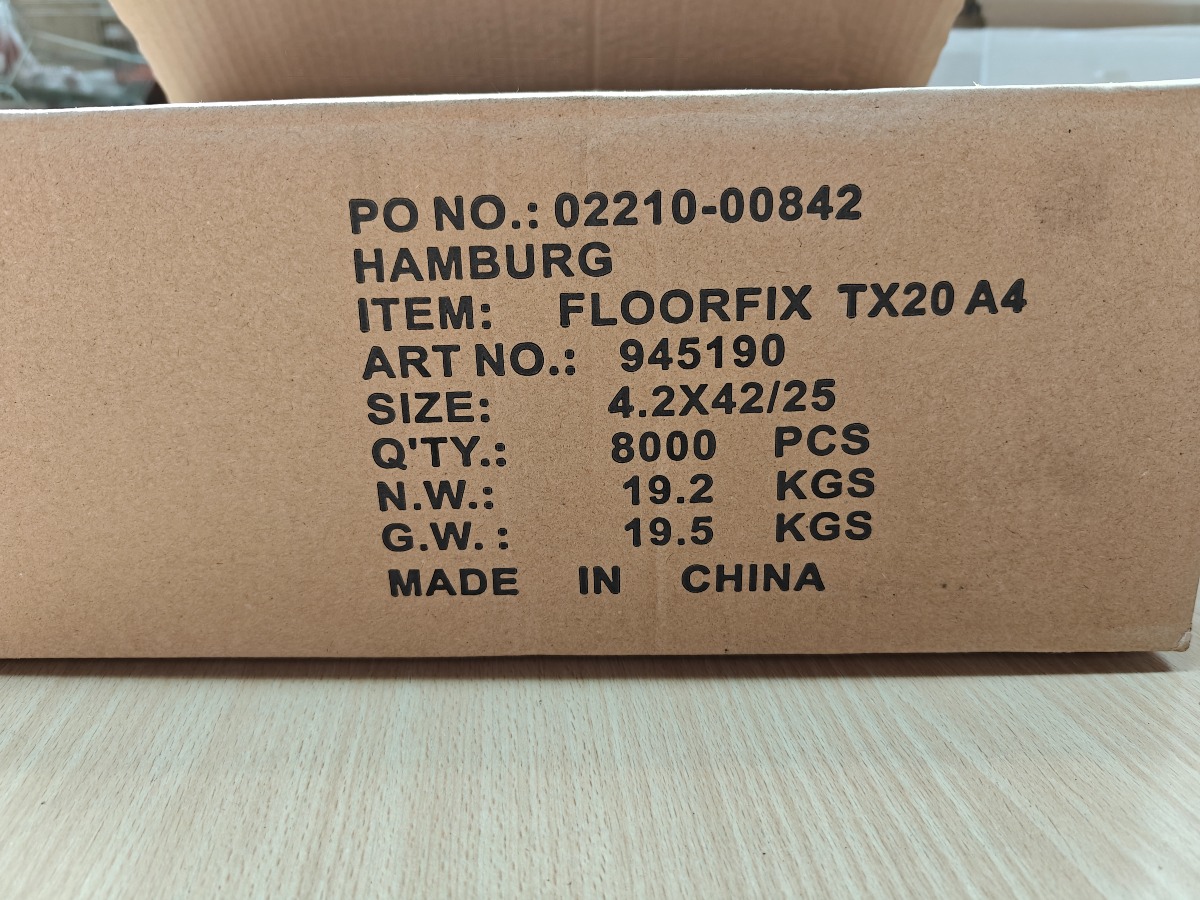 PO NO.: 02210-00842
HAMBURG
ITEM: FLOORFIX TX20 A4
ART NO.: 945190
SIZE: 4.2X42/25
Q'TY.: 8000 PCS
N.W.: 19.2 KGS
G.W. : 19.5 KGS
MADE IN CHINA